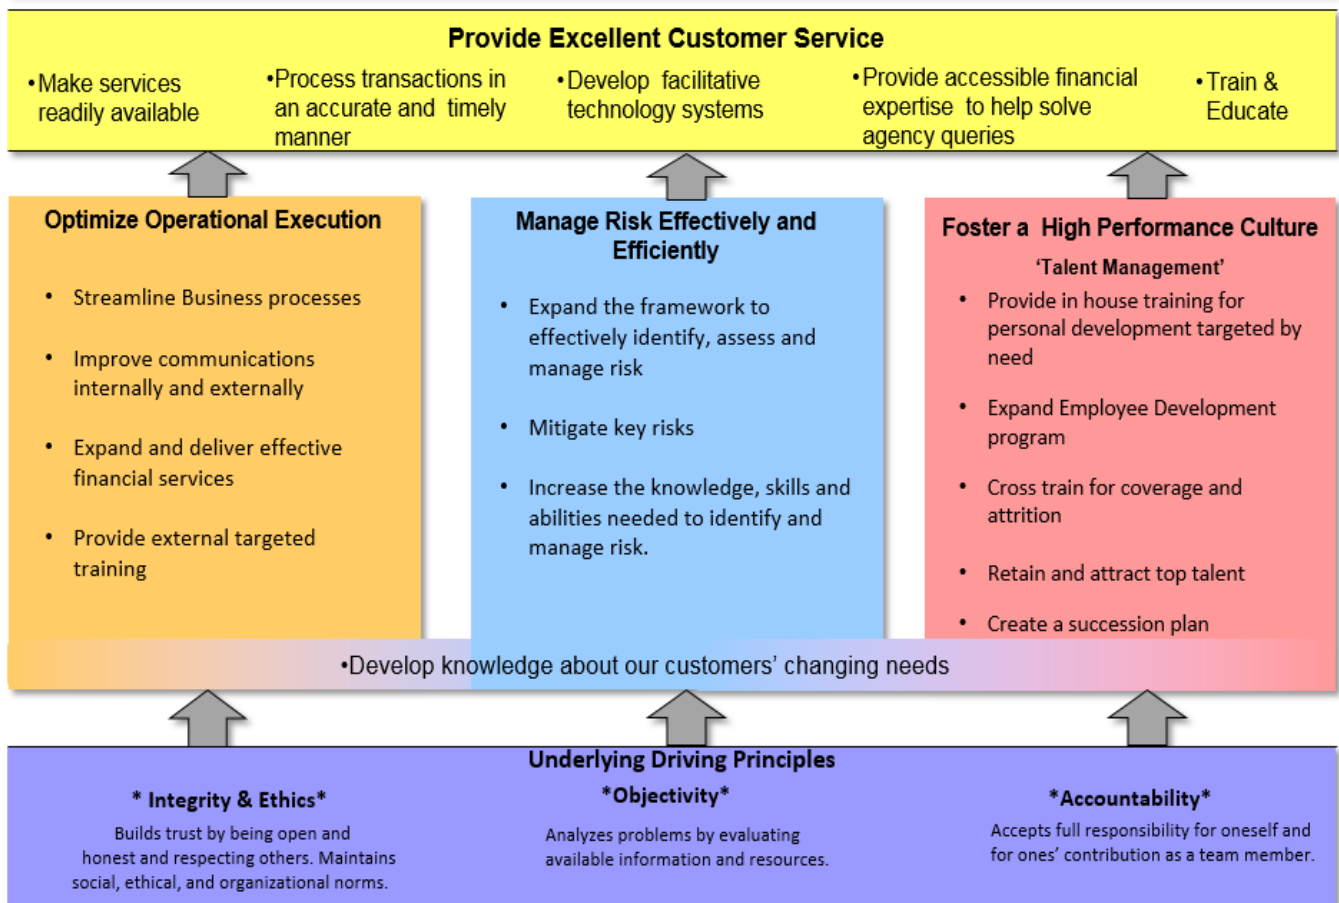 Provide Excellent Customer Service
•Make services
readily available
•Process transactions in
an accurate and timely
manner
•Develop facilitative
technology systems
•Provide accessible financial
expertise to help solve
agency queries
•Train &
Educate
Optimize Operational Execution
• Streamline Business processes
• Improve communications
internally and externally
• Expand and deliver effective
financial services
• Provide external targeted
training
Manage Risk Effectively and
Efficiently
• Expand the framework to
effectively identify, assess and
manage risk
• Mitigate key risks
• Increase the knowledge, skills and
abilities needed to identify and
manage risk.
Foster a High Performance Culture
‘Talent Management’
• Provide in house training for
personal development targeted by
need
• Expand Employee Development
program
• Cross train for coverage and
attrition
• Retain and attract top talent
• Create a succession plan
•Develop knowledge about our customers’ changing needs
Underlying Driving Principles
* Integrity & Ethics*
Builds trust by being open and
honest and respecting others. Maintains
social, ethical, and organizational norms.
*Objectivity*
Analyzes problems by evaluating
available information and resources.
*Accountability*
Accepts full responsibility for oneself and
for ones’ contribution as a team member.